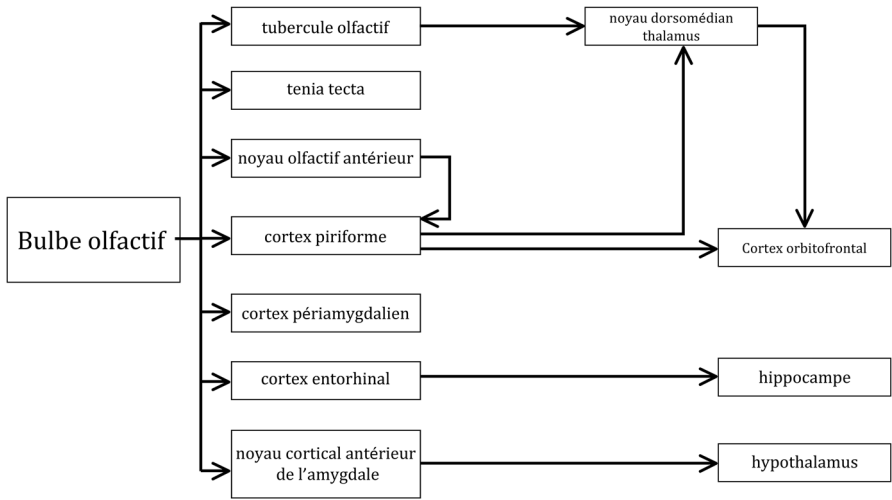 tubercule olfactif
noyau dorsomédian
thalamus
tenia tecta
noyau olfactif antérieur
Bulbe olfactif
cortex piriforme
Cortex orbitofrontal
cortex périamygdalien
cortex entorhinal
hippocampe
noyau cortical antérieur
de l'amygdale
hypothalamus